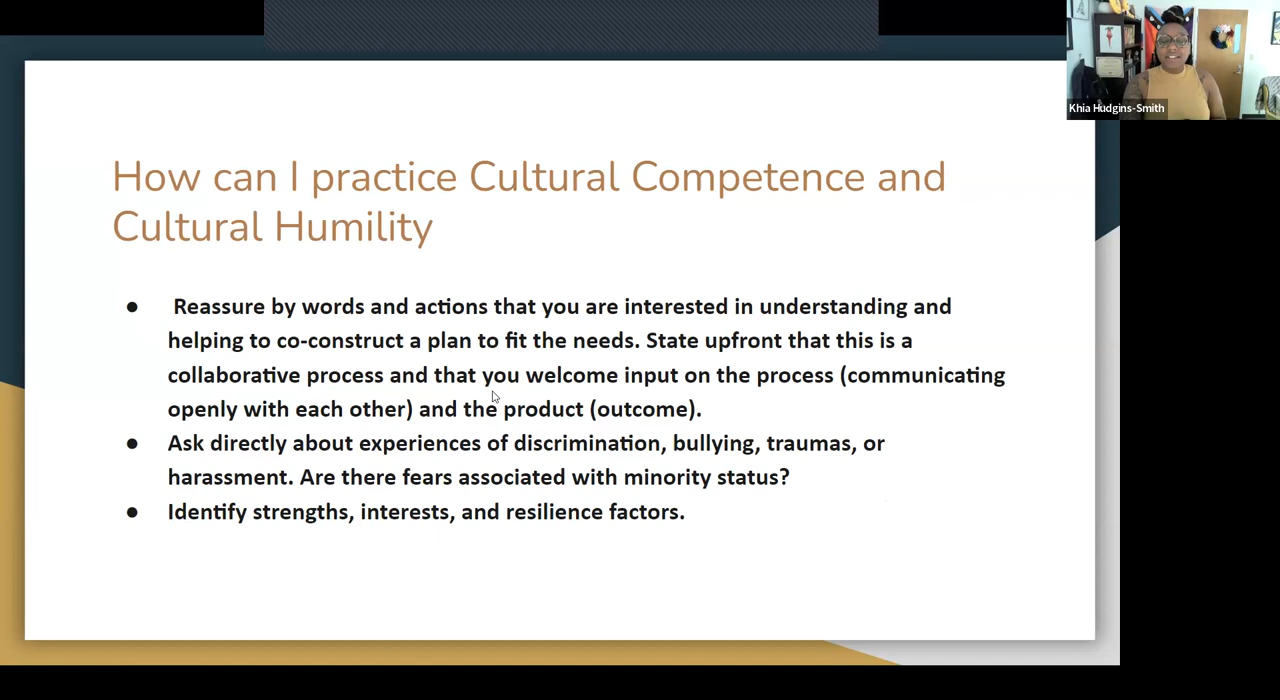 Khia Hudgins-Smith
How can I practice Cultural Competence and
Cultural Humility
● Reassure by words and actions that you are interested in understanding and
helping to co-construct a plan to fit the needs. State upfront that this is a
collaborative process and that you welcome input on the process (communicating
openly with each other) and the product (outcome).
● Ask directly about experiences of discrimination, bullying, traumas, or
harassment. Are there fears associated with minority status?
● Identify strengths, interests, and resilience factors.